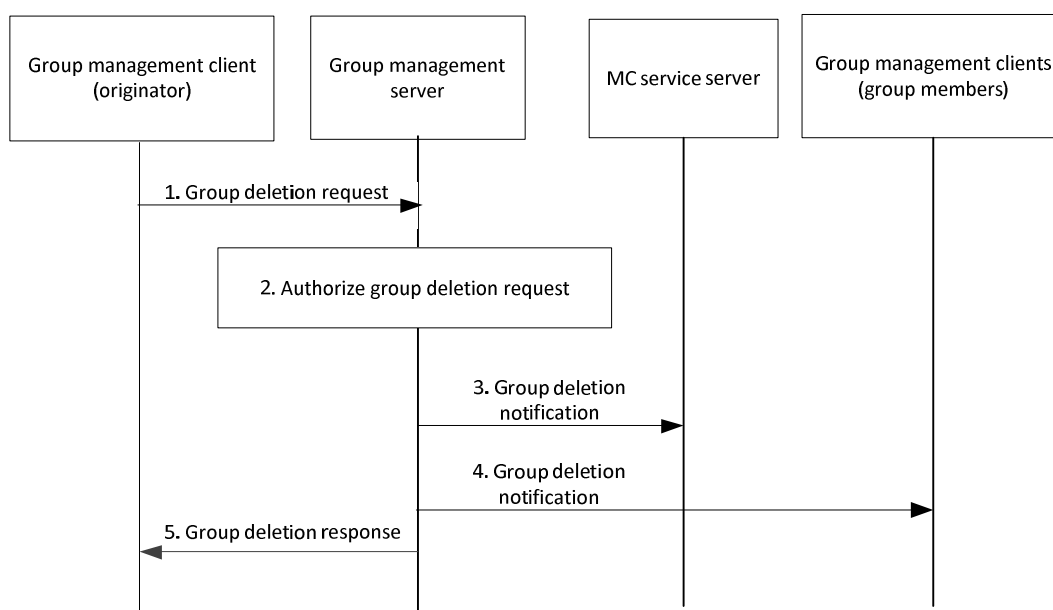 Group management client
(originator)
Group management
server
MC service server
Group management clients
(group members)
1. Group deletion request
2. Authorize group deletion request
3. Group deletion
notification
4. Group deletion
notification
5. Group deletion response